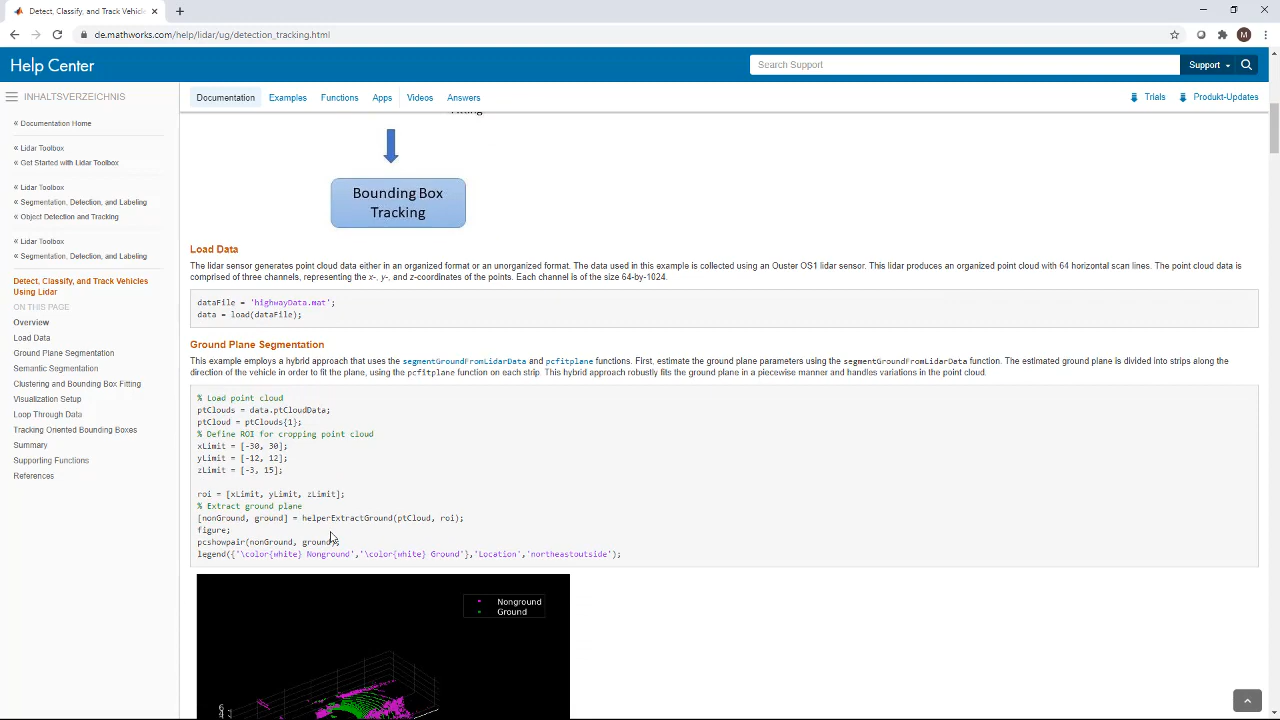 Detect, Classify, and Track Vehicle
de.mathworks.com/help/lidar/ug/detection_tracking.html
M
Help Center
Search Support
Support
INHALTSVERZEICHNIS
Documentation
Examples
Functions
Apps
Videos
Answers
Trials
Produkt-Updates
« Documentation Home
« Lidar Toolbox
« Get Started with Lidar Toolbox
« Lidar Toolbox
« Segmentation, Detection, and Labeling
« Object Detection and Tracking
« Lidar Toolbox
« Segmentation, Detection, and Labeling
Detect, Classify, and Track Vehicles
Using Lidar
ON THIS PAGE
Overview
Load Data
Ground Plane Segmentation
Semantic Segmentation
Clustering and Bounding Box Fitting
Visualization Setup
Loop Through Data
Tracking Oriented Bounding Boxes
Summary
Supporting Functions
References
Bounding Box
Tracking
Load Data
The lidar sensor generates point cloud data either in an organized format or an unorganized format. The data used in this example is collected using an Ouster OS1 lidar sensor. This lidar produces an organized point cloud with 64 horizontal scan lines. The point cloud data is
comprised of three channels, representing the x-, y-, and z-coordinates of the points. Each channel is of the size 64-by-1024.
dataFile = 'highwayData.mat';
data = load(dataFile);
Ground Plane Segmentation
This example employs a hybrid approach that uses the segmentGroundFromLidarData and pcfitplane functions. First, estimate the ground plane parameters using the segmentGroundFromLidarData function. The estimated ground plane is divided into strips along the
direction of the vehicle in order to fit the plane, using the pcfitplane function on each strip. This hybrid approach robustly fits the ground plane in a piecewise manner and handles variations in the point cloud.
% Load point cloud
ptClouds = data.ptCloudData;
ptCloud = ptClouds{1};
% Define ROI for cropping point cloud
xLimit = [-30, 30];
yLimit = [-12, 12];
zLimit = [-3, 15];
roi = [xLimit, yLimit, zLimit];
% Extract ground plane
[nonGround, ground] = helperExtractGround(ptCloud, roi);
figure;
pcshowpair(nonGround, ground);
legend({'\color{white} Nonground','\color{white} Ground'},'Location','northeastoutside');
Nonground
Ground
6